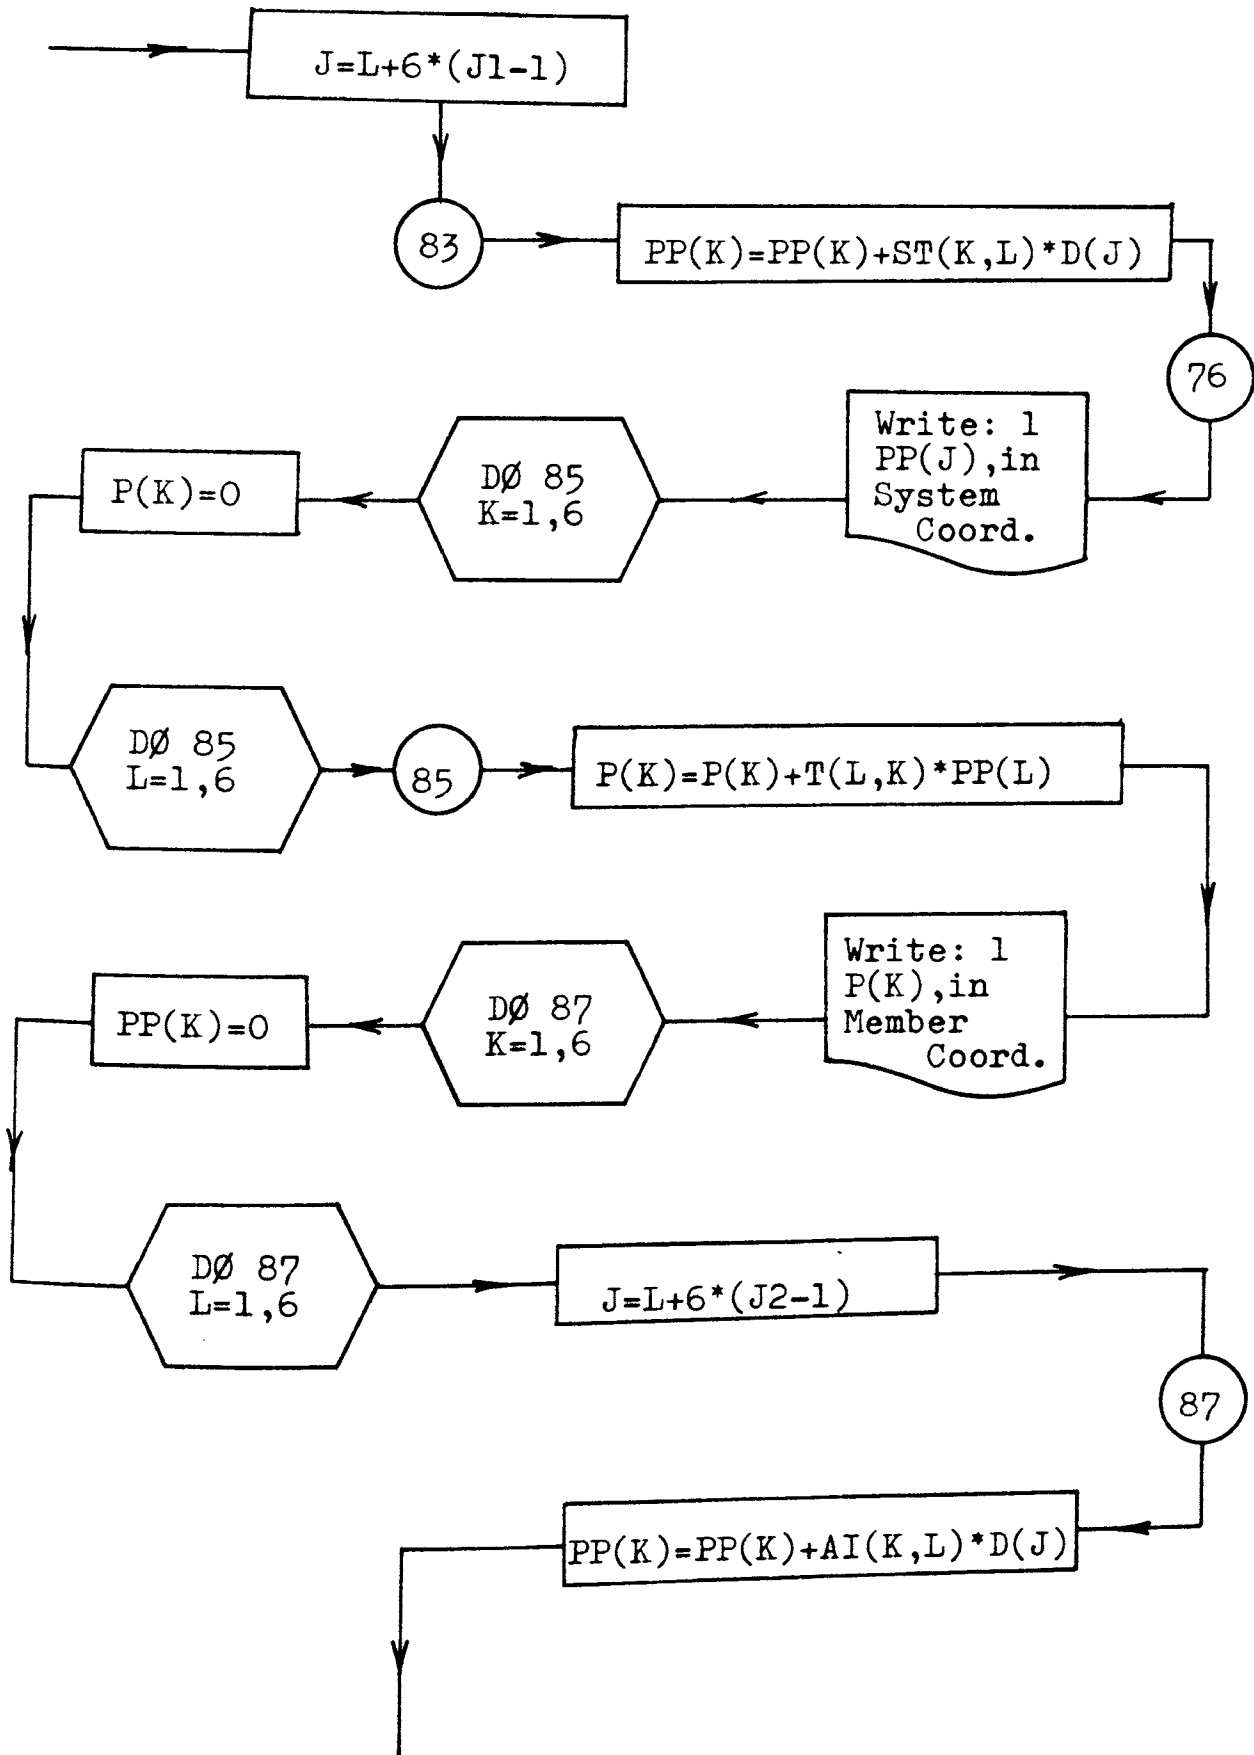 J=L+6*(J1-1)
83
PP(K)=PP(K)+ST(K,L)*D(J)
76
Write: 1
PP(J),in
System
Coord.
DØ 85
K=1,6
P(K)=0
DØ 85
L=1,6
85
P(K)=P(K)+T(L,K)*PP(L)
Write: 1
P(K),in
Member
Coord.
DØ 87
K=1,6
PP(K)=0
DØ 87
L=1,6
J=L+6*(J2-1)
87
PP(K)=PP(K)+AI(K,L)*D(J)